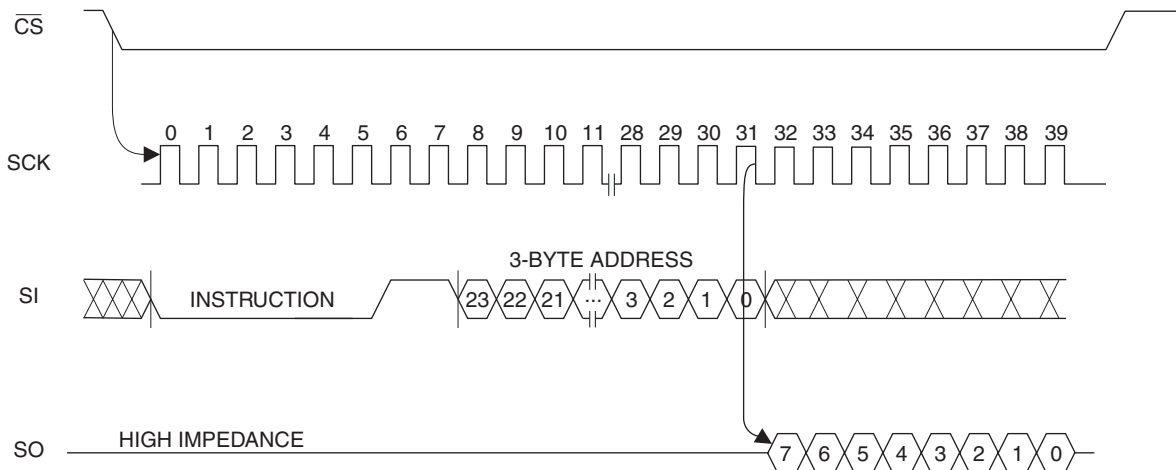 CS
0 1 2 3 4 5 6 7 8 9 10 11 28 29 30 31 32 33 34 35 36 37 38 39
SCK
3-BYTE ADDRESS
SI
INSTRUCTION
23 22 21 ... 3 2 1 0
SO
HIGH IMPEDANCE
7 6 5 4 3 2 1 0